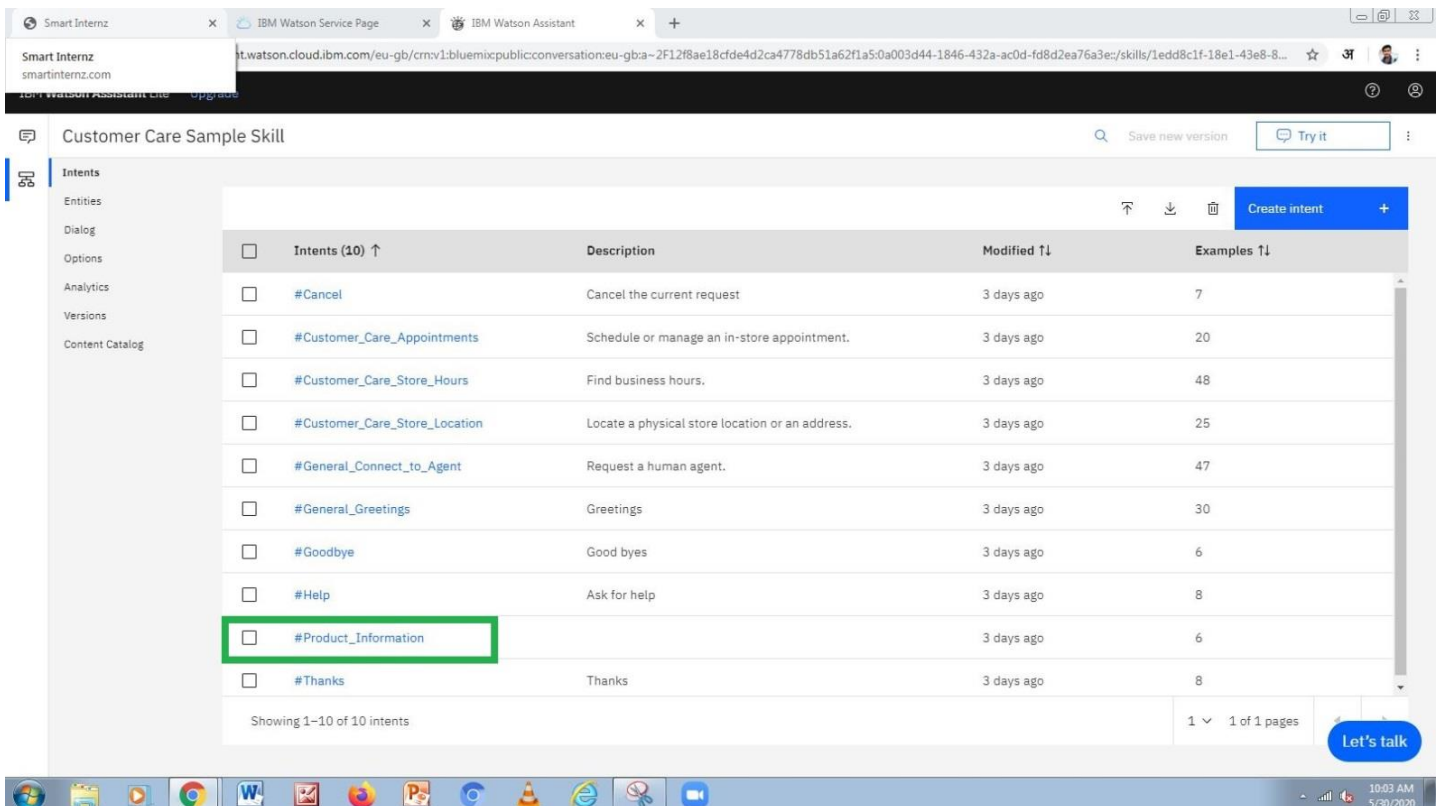 Smart Internz
IBM Watson Service Page
IBM Watson Assistant
Smart Internz
smartinternz.com
nt.watson.cloud.ibm.com/eu-gb/crn:v1:bluemix:public:conversation:eu-gb:a~2F12f8ae18cfde4d2ca4778db51a62f1a5:0a003d44-1846-432a-ac0d-fd8d2ea76a3e::/skills/1edd8c1f-18e1-43e8-8...
अ
IBM Watson Assistant Lite Upgrade
Customer Care Sample Skill
Save new version
Try it
Intents
Entities
Dialog
Options
Analytics
Versions
Content Catalog
Create intent +
Intents (10) ↑ Description Modified ↑↓ Examples ↑↓
#Cancel Cancel the current request 3 days ago 7
#Customer_Care_Appointments Schedule or manage an in-store appointment. 3 days ago 20
#Customer_Care_Store_Hours Find business hours. 3 days ago 48
#Customer_Care_Store_Location Locate a physical store location or an address. 3 days ago 25
#General_Connect_to_Agent Request a human agent. 3 days ago 47
#General_Greetings Greetings 3 days ago 30
#Goodbye Good byes 3 days ago 6
#Help Ask for help 3 days ago 8
#Product_Information 3 days ago 6
#Thanks Thanks 3 days ago 8
Showing 1–10 of 10 intents
1 1 of 1 pages
Let's talk
10:03 AM
5/30/2020